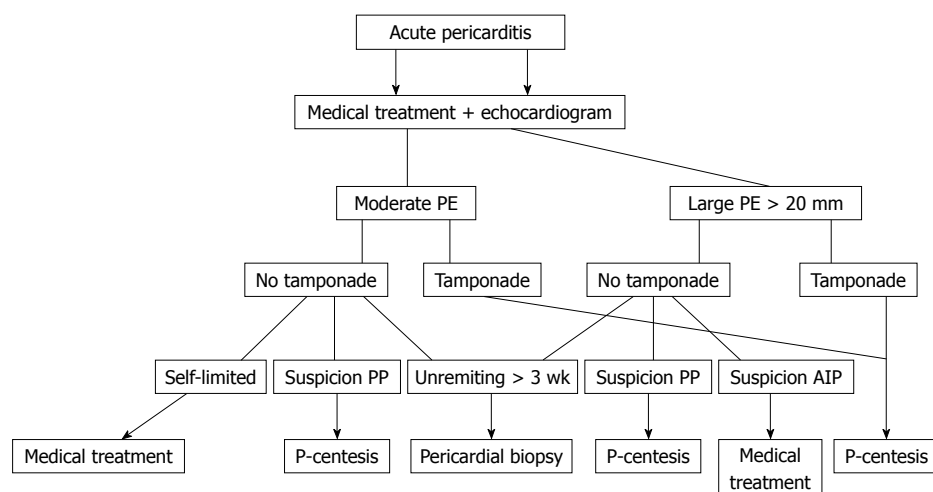 Acute pericarditis
Medical treatment + echocardiogram
Moderate PE
Large PE > 20 mm
No tamponade
Tamponade
No tamponade
Tamponade
Self-limited
Suspicion PP
Unremiting > 3 wk
Suspicion PP
Suspicion AIP
Medical treatment
P-centesis
Pericardial biopsy
P-centesis
Medical
treatment
P-centesis